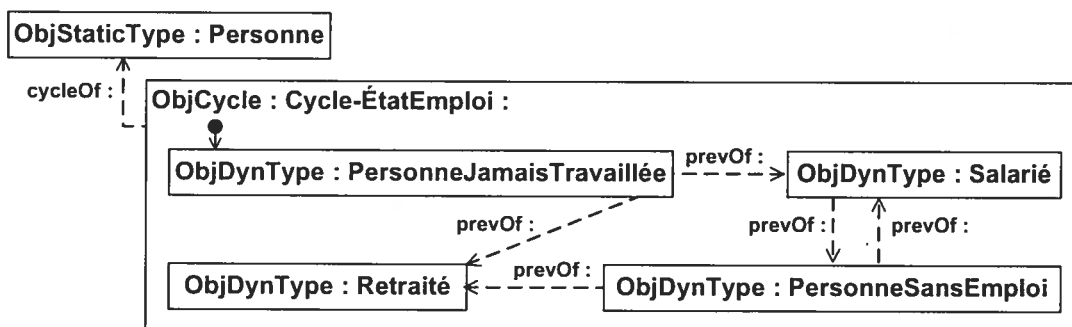 ObjStaticType : Personne
cycleOf :
ObjCycle : Cycle-ÉtatEmploi :
ObjDynType : PersonneJamaisTravaillée
prevOf :
ObjDynType : Salarié
prevOf :
prevOf :
prevOf :
ObjDynType : Retraité
prevOf :
ObjDynType : PersonneSansEmploi